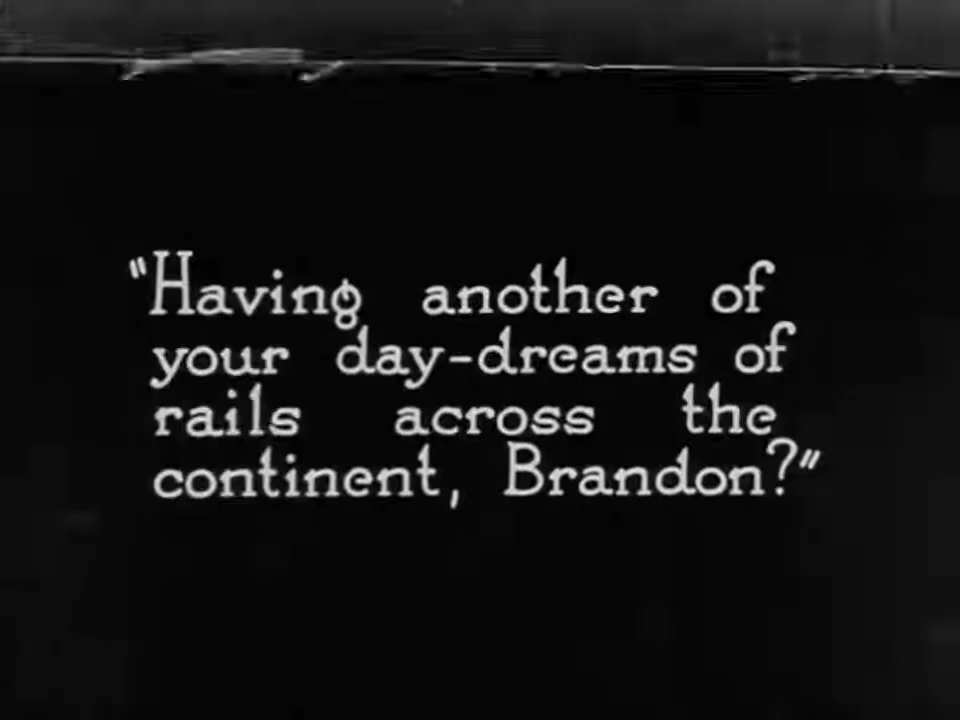 "Having another of
your day-dreams of
rails across the
continent, Brandon?"